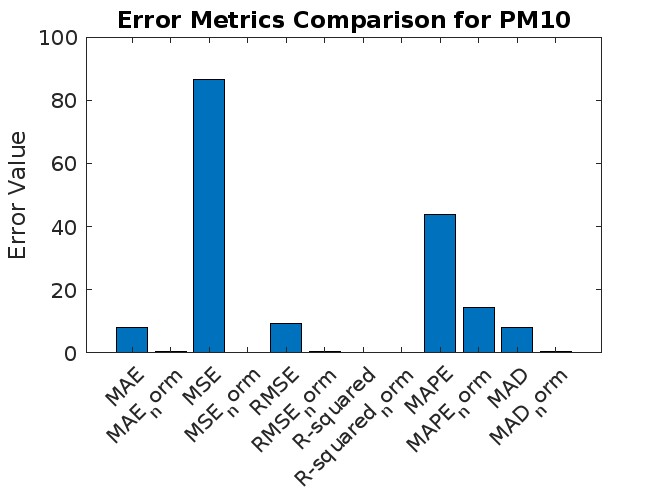 Error Metrics Comparison for PM10
Error Value
100
80
60
40
20
0
MAE
MAE_norm
MSE
MSE_norm
RMSE
RMSE_norm
R-squared
R-squared_norm
MAPE
MAPE_norm
MAD
MAD_norm